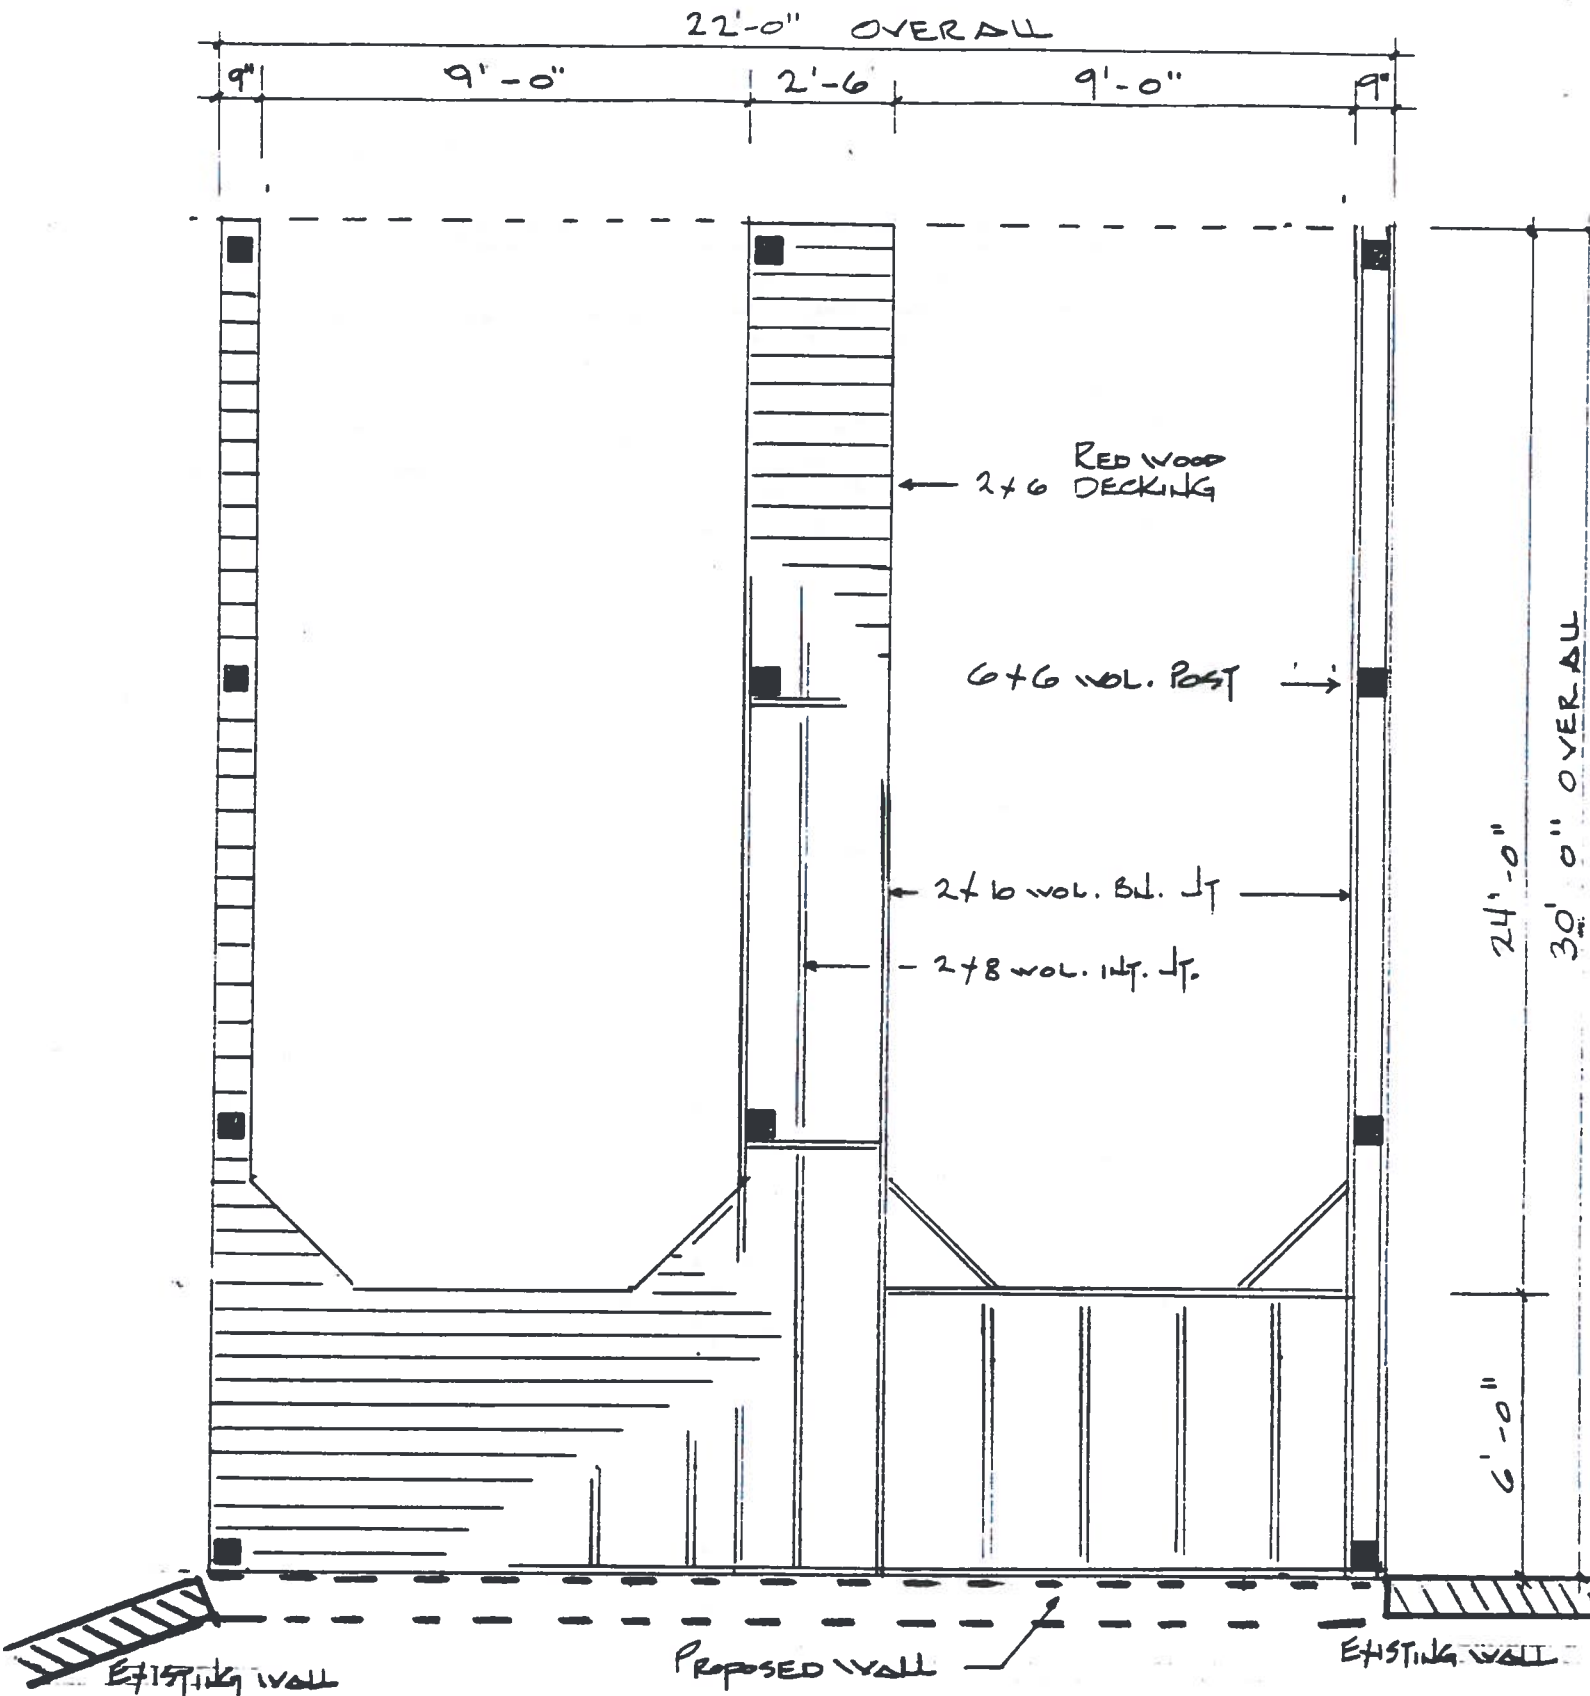 22'-0" OVERALL
9" 9'-0" 2'-6 9'-0" 9"
RED WOOD
2x6 DECKING
6x6 WOL. POST
2x10 WOL. BN. JT
2x8 WOL. INT. JT.
24'-0"
30' 0" OVERALL
6'-0"
EXISTING WALL
PROPOSED WALL
EXISTING WALL